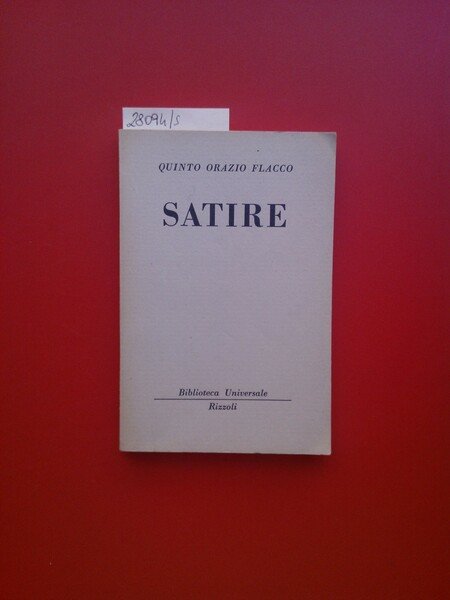 28094/s
QUINTO ORAZIO FLACCO
SATIRE
Biblioteca Universale
Rizzoli